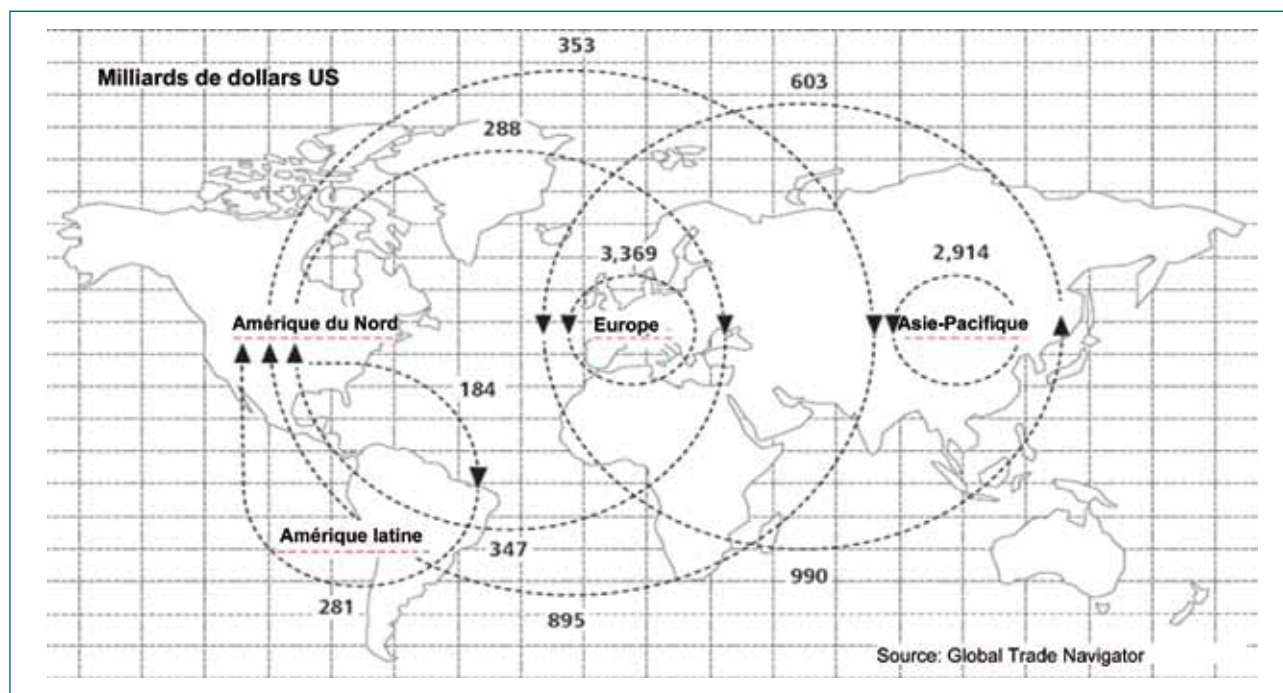 353
Milliards de dollars US
603
288
3,369
2,914
Amérique du Nord
Europe
Asie-Pacifique
184
Amérique latine
347
990
281
895
Source: Global Trade Navigator